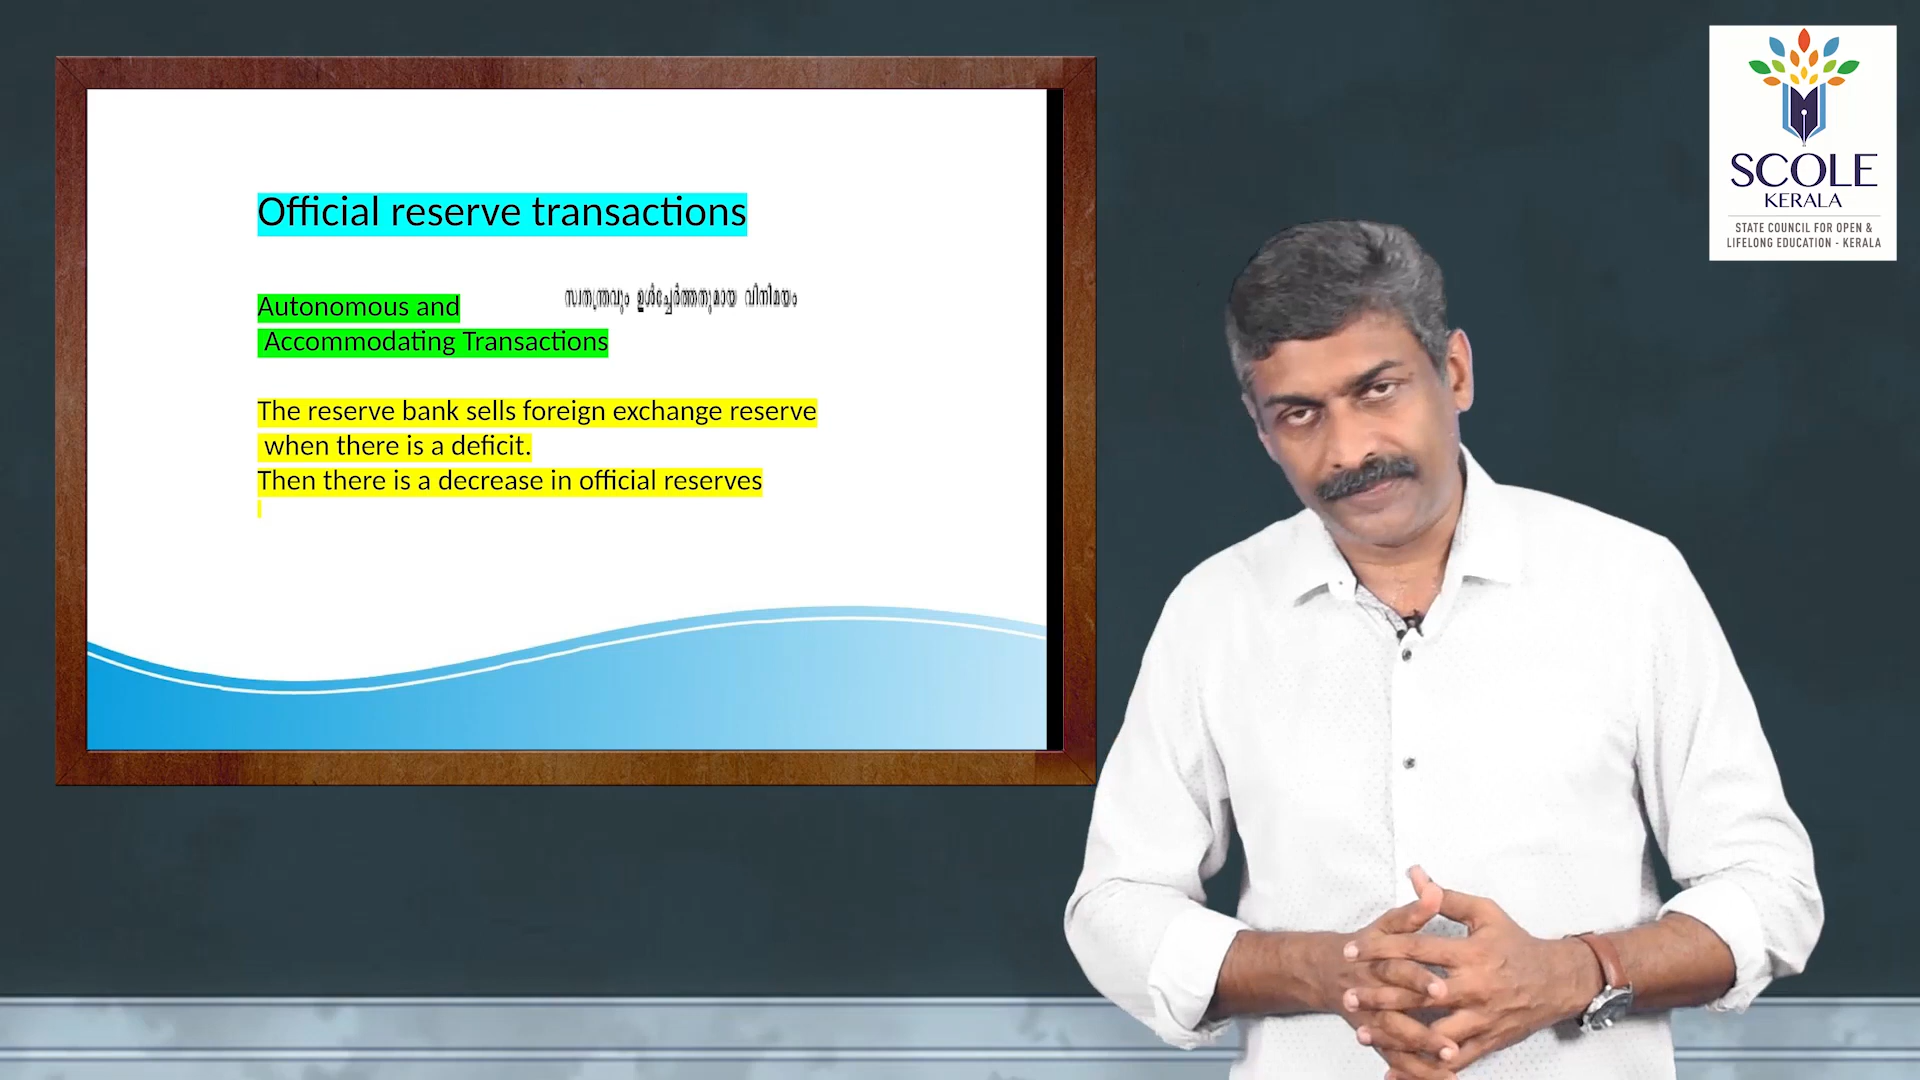 Official reserve transactions
സ്വതന്ത്രവും ഉൾച്ചേർത്തതുമായ വിനിമയം
Autonomous and
Accommodating Transactions
The reserve bank sells foreign exchange reserve
when there is a deficit.
Then there is a decrease in official reserves
SCOLE
KERALA
STATE COUNCIL FOR OPEN &
LIFELONG EDUCATION - KERALA